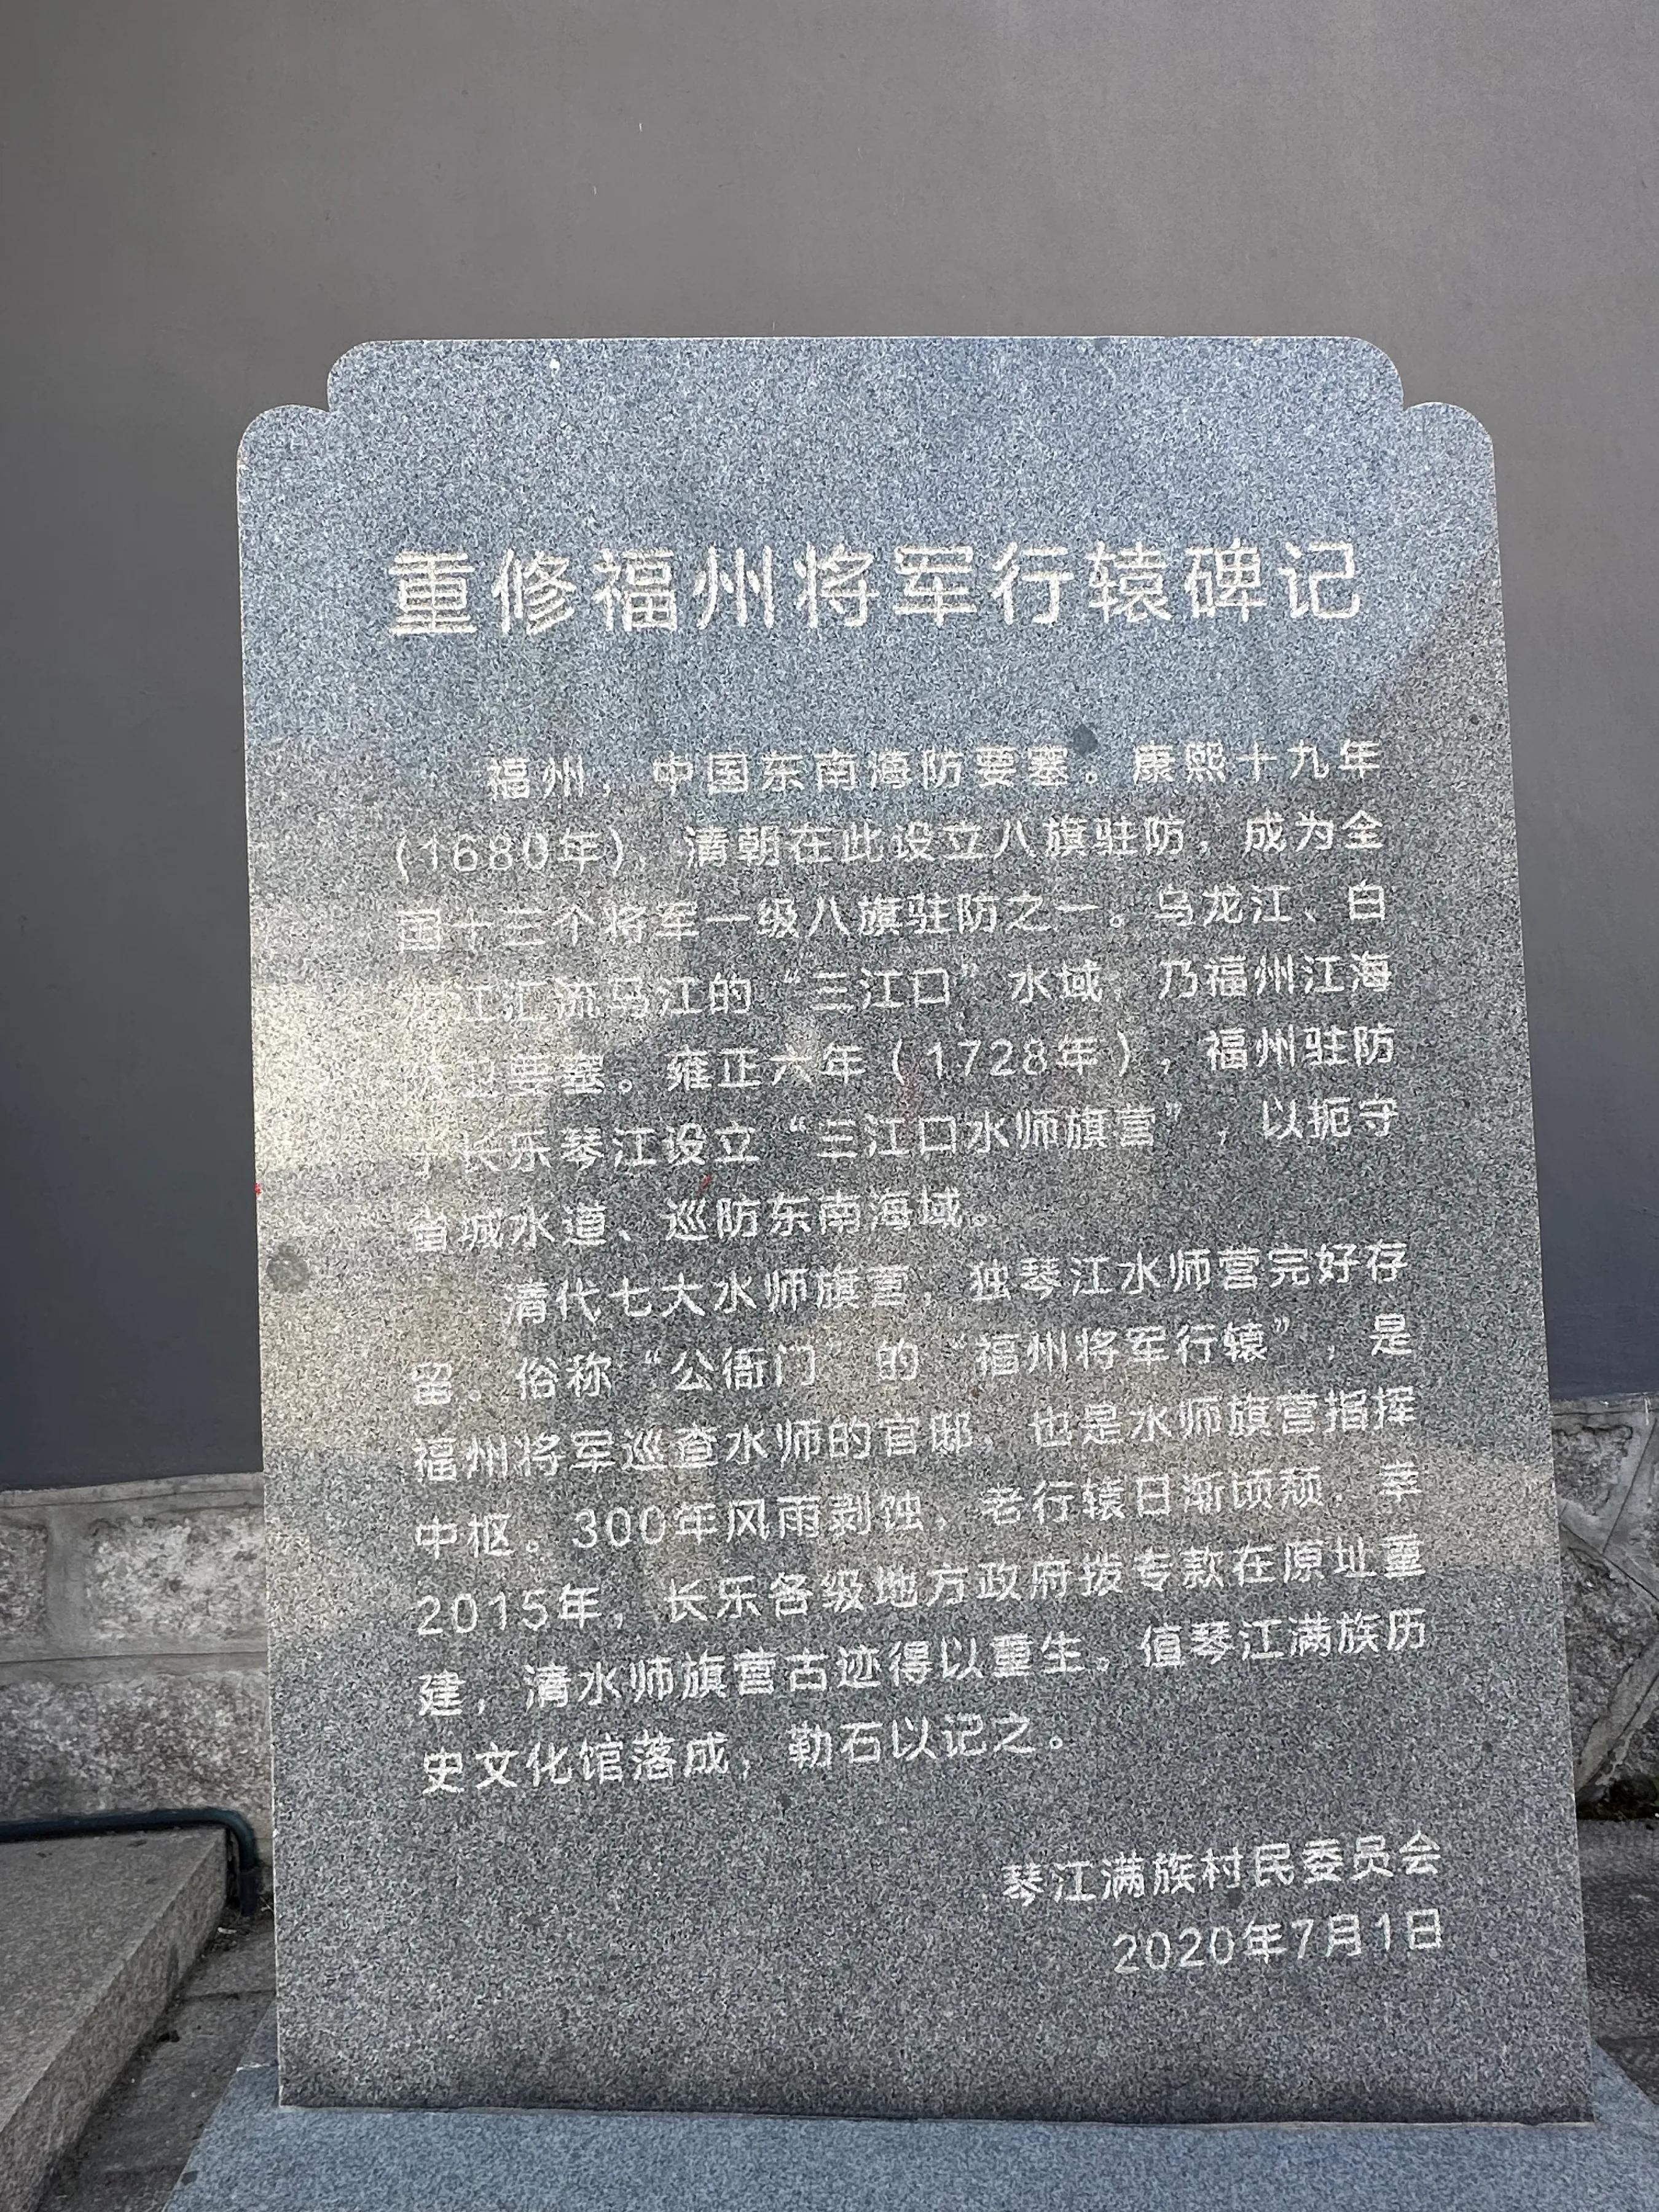 重修福州将军行辕碑记
福州，中国东南海防要塞。康熙十九年
(1680年)，清朝在此设立八旗驻防，成为全
国十三个将军一级八旗驻防之一。乌龙江、白
龙江汇流马江的“三江口”水域，乃福州江海
防卫要塞。雍正六年（1728年），福州驻防
于长乐琴江设立“三江口水师旗营”，以扼守
省城水道、巡防东南海域。
清代七大水师旗营，独琴江水师营完好存
留。俗称“公衙门”的“福州将军行辕”，是
福州将军巡查水师的官邸，也是水师旗营指挥
中枢。300年风雨剥蚀，老行辕日渐顷颓。幸
2015年，长乐各级地方政府拨专款在原址重
建，清水师旗营古迹得以重生。值琴江满族历
史文化馆落成，勒石以记之。
琴江满族村民委员会
2020年7月1日